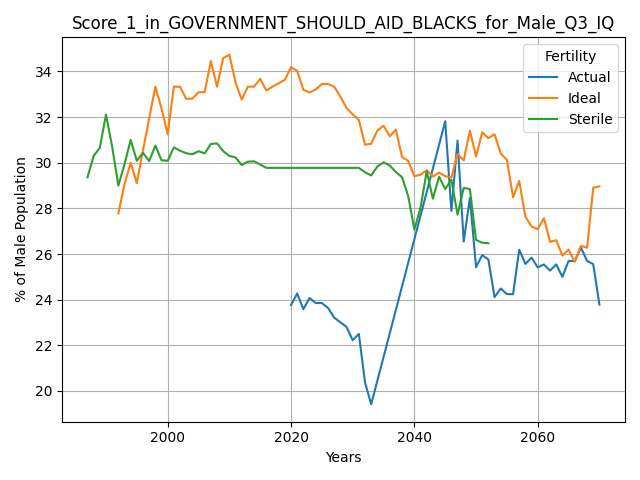 Score_1_in_GOVERNMENT_SHOULD_AID_BLACKS_for_Male_Q3_IQ
Fertility
Actual
Ideal
Sterile
% of Male Population
34
32
30
28
26
24
22
20
2000
2020
2040
2060
Years